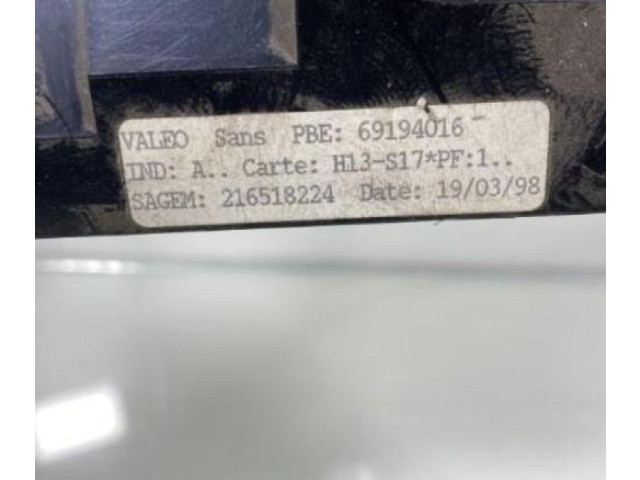 VALEO Sans PBE: 69194016
IND: A.. Carte: H13-S17*PF:1..
SAGEM: 216518224 Date: 19/03/98